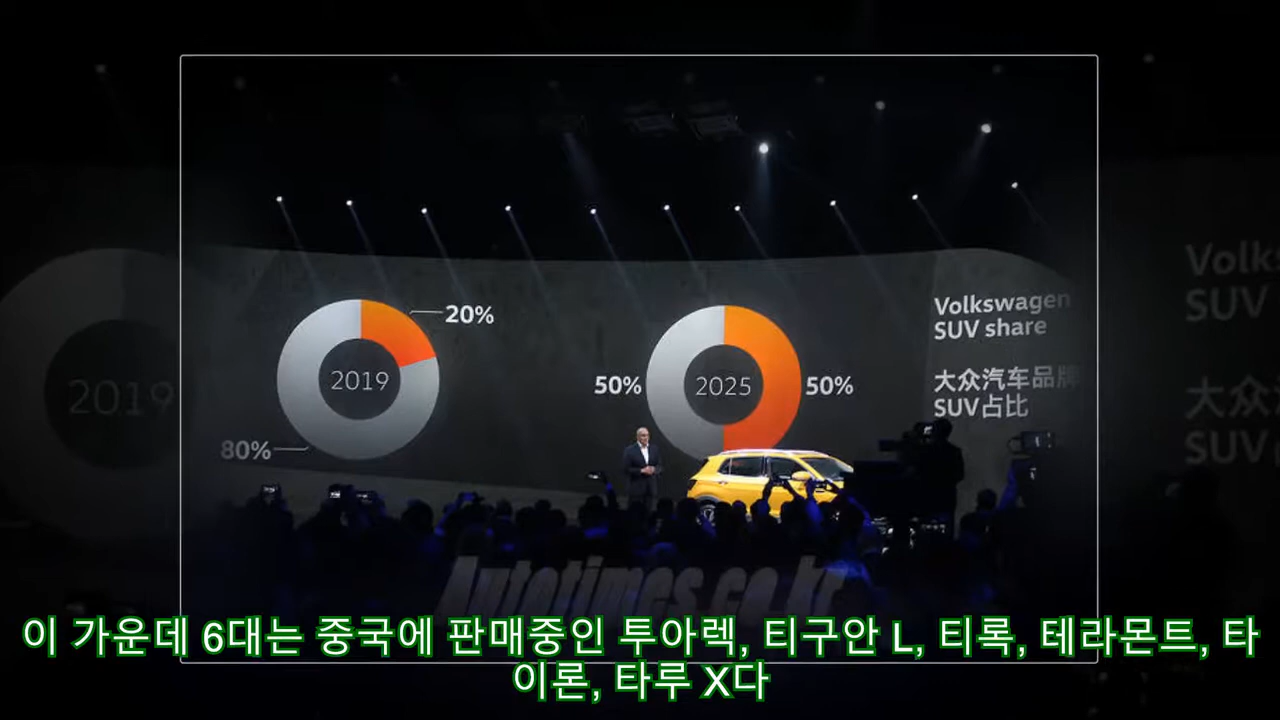 20%
2019
80%
50%
2025
50%
Volkswagen
SUV share
大众汽车品牌
SUV占比
Autotimes.co.kr
2019
Volk
SUV
大众
SUV
이 가운데 6대는 중국에 판매중인 투아렉, 티구안 L, 티록, 테라몬트, 타
이론, 타루 X다